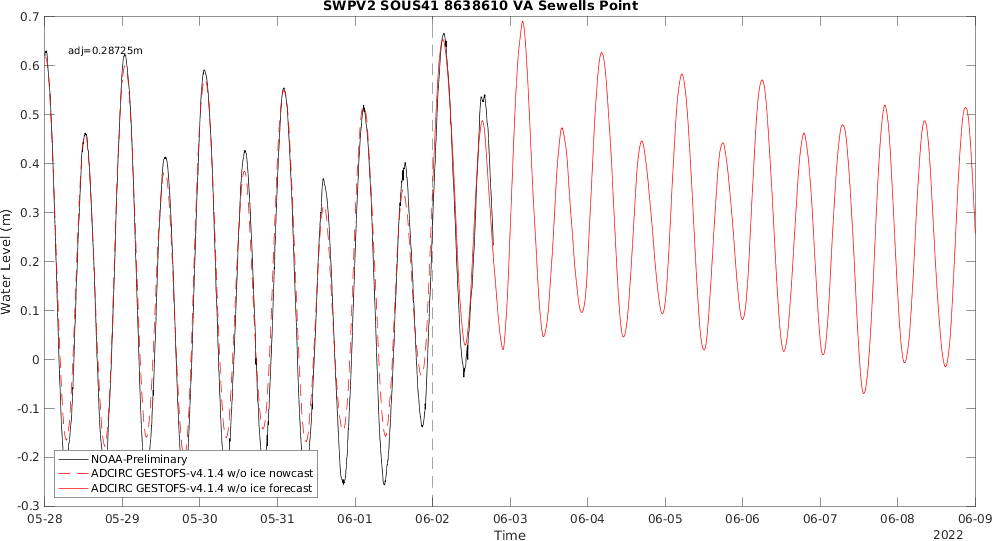 SWPV2 SOUS41 8638610 VA Sewells Point
adj=0.28725m
Water Level (m)
0.7
0.6
0.5
0.4
0.3
0.2
0.1
0
-0.1
-0.2
-0.3
NOAA-Preliminary
ADCIRC GESTOFS-v4.1.4 w/o ice nowcast
ADCIRC GESTOFS-v4.1.4 w/o ice forecast
05-28 05-29 05-30 05-31 06-01 06-02 06-03 06-04 06-05 06-06 06-07 06-08 06-09
Time
2022